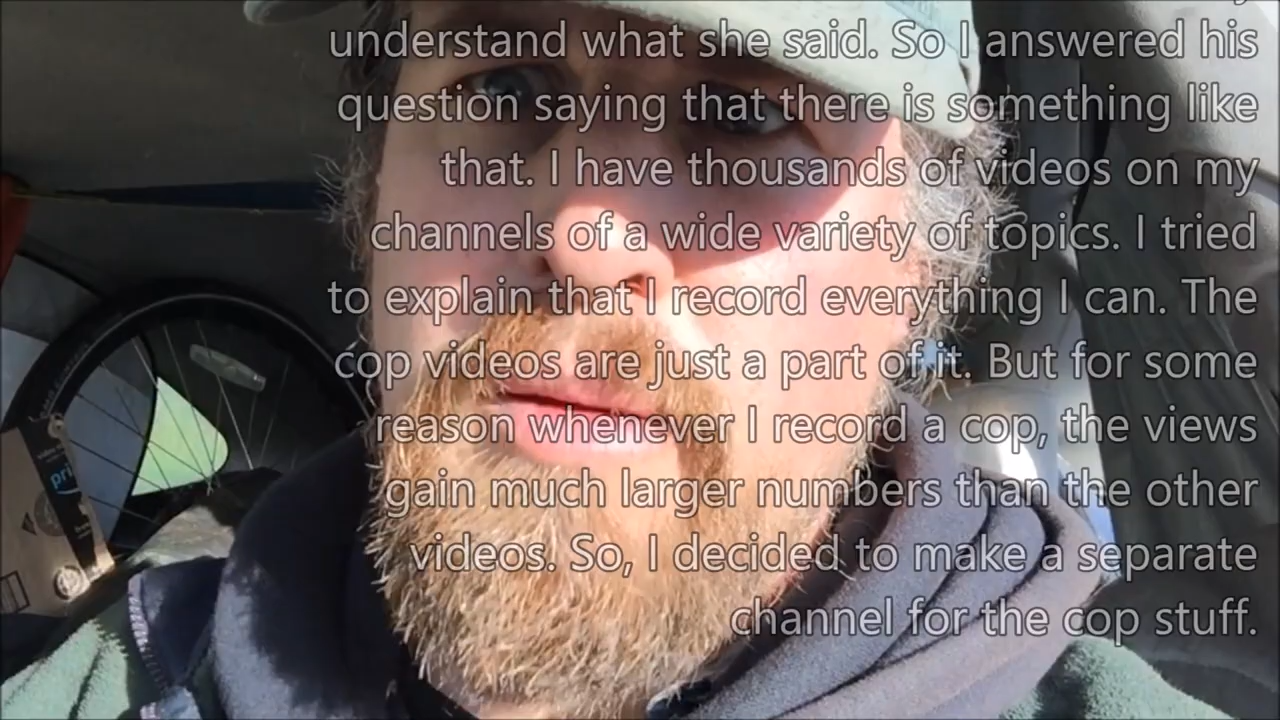 understand what she said. So I answered his
question saying that there is something like
that. I have thousands of videos on my
channels of a wide variety of topics. I tried
to explain that I record everything I can. The
cop videos are just a part of it. But for some
reason whenever I record a cop, the views
gain much larger numbers than the other
videos. So, I decided to make a separate
channel for the cop stuff.
pri